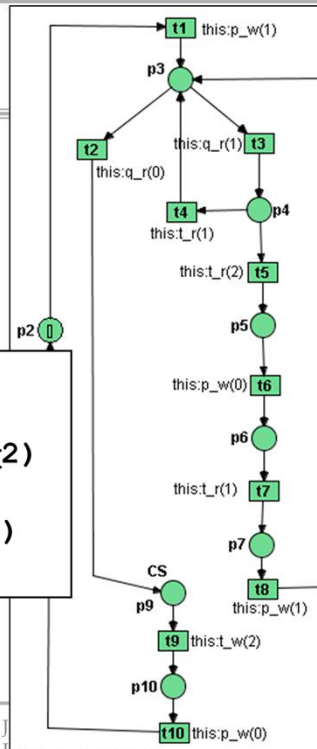 t1 this:p_w(1)
p3
t2 this:q_r(1) t3
this:q_r(0)
t4 p4
this:t_r(1)
this:t_r(2) t5
p2 [] p5
this:p_w(0) t6
_2)
p6
)
this:t_r(1) t7
p7
CS
t8
p9
this:p_w(1)
t9 this:t_w(2)
p10
J
t10 this:p_w(0)